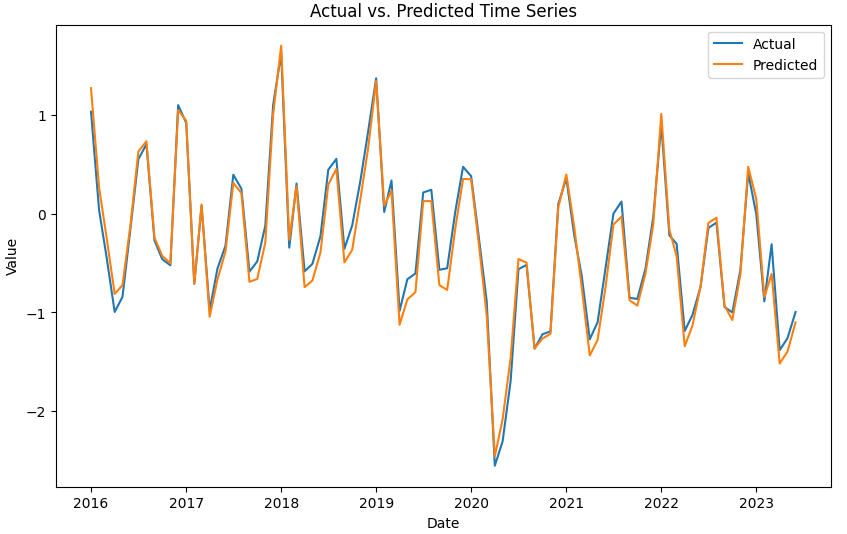 Actual vs. Predicted Time Series
Actual
Predicted
Value
1
0
−1
−2
2016 2017 2018 2019 2020 2021 2022 2023
Date